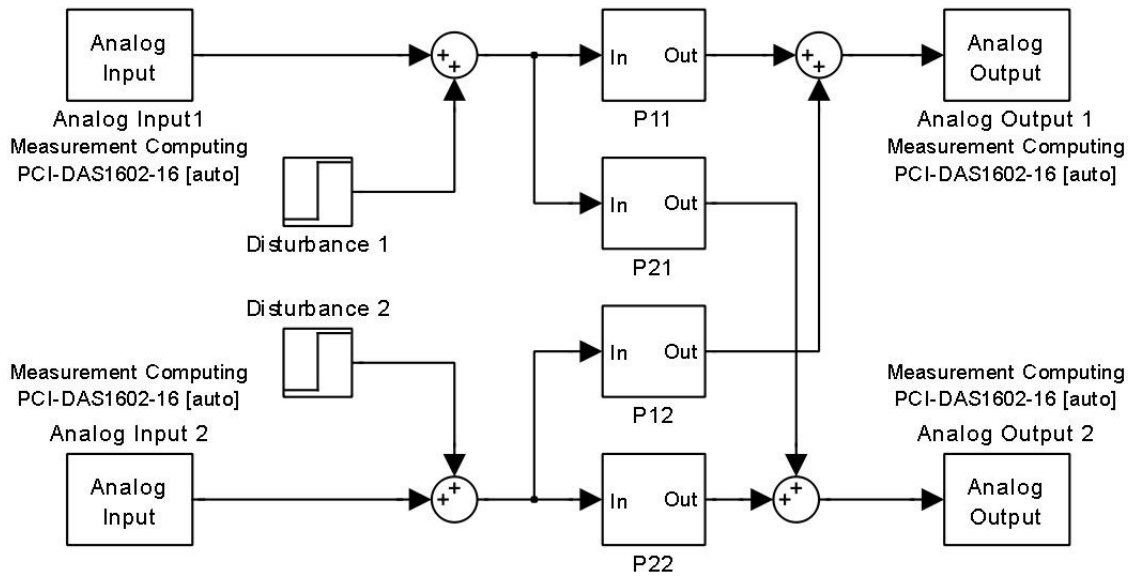 Analog
Input
Analog Input1
Measurement Computing
PCI-DAS1602-16 [auto]
+
+
In
Out
P11
+
+
Analog
Output
Analog Output 1
Measurement Computing
PCI-DAS1602-16 [auto]
Disturbance 1
In
Out
P21
Disturbance 2
In
Out
P12
Measurement Computing
PCI-DAS1602-16 [auto]
Analog Input 2
Analog
Input
+
+
In
Out
P22
+
+
Measurement Computing
PCI-DAS1602-16 [auto]
Analog Output 2
Analog
Output